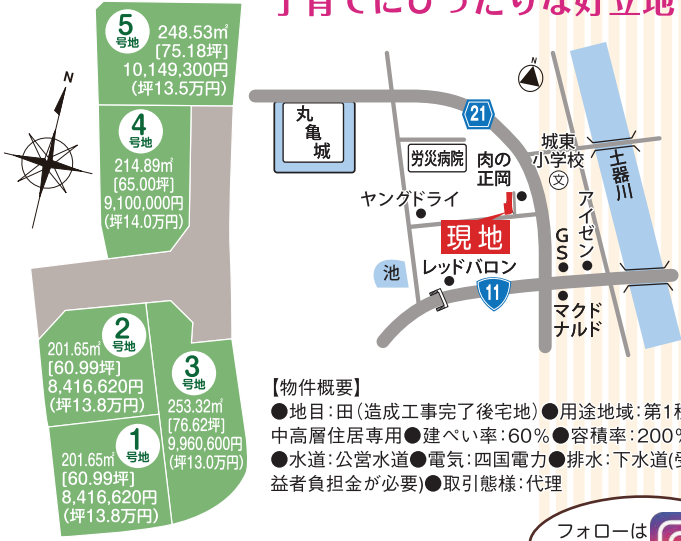 子育てにぴったりな好立地
5
号地
248.53㎡
[75.18坪]
10,149,300円
(坪13.5万円)
4
号地
214.89㎡
[65.00坪]
9,100,000円
(坪14.0万円)
2
号地
201.65㎡
[60.99坪]
8,416,620円
(坪13.8万円)
3
号地
253.32㎡
[76.62坪]
9,960,600円
(坪13.0万円)
1
号地
201.65㎡
[60.99坪]
8,416,620円
(坪13.8万円)
N
N
丸
亀
城
21
労災病院
肉の
正岡
城東
小学校
文
土器川
ヤングドライ
現地
アイゼン
GS
池
レッドバロン
11
マクド
ナルド
【物件概要】
●地目:田(造成工事完了後宅地)●用途地域:第1種
中高層住居専用●建ぺい率:60%●容積率:200%
●水道:公営水道●電気:四国電力●排水:下水道(受
益者負担金が必要)●取引態様:代理
フォローは